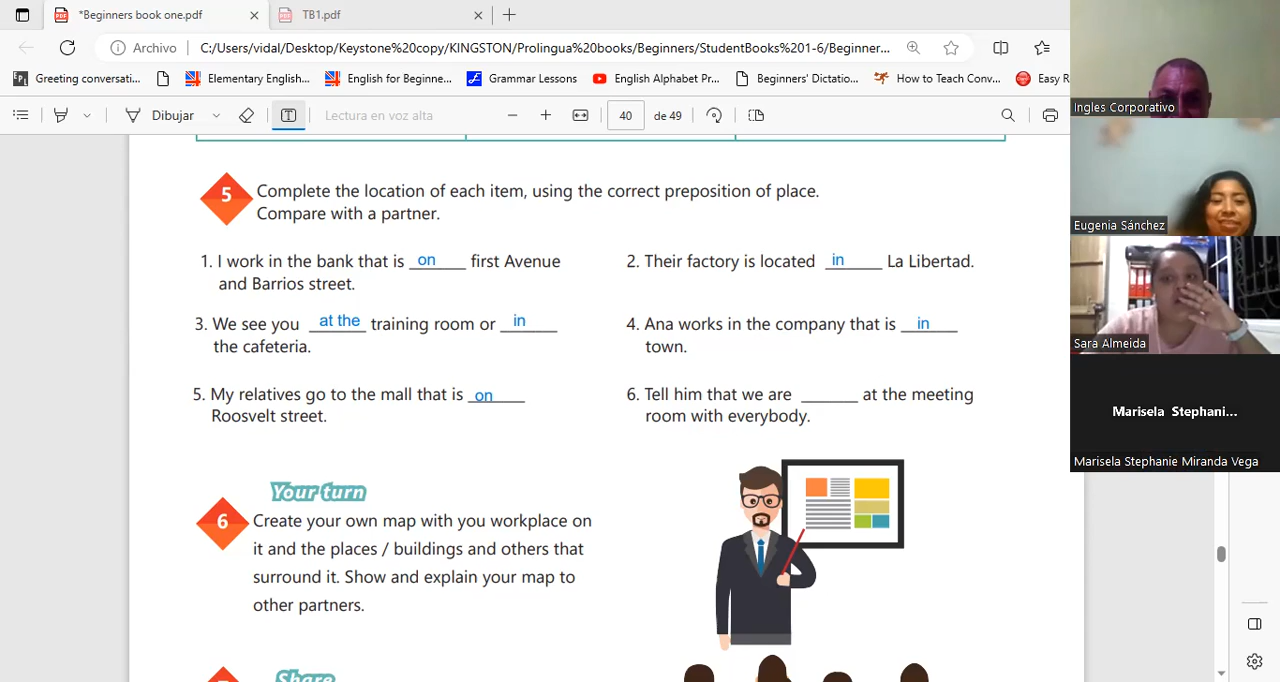 *Beginners book one.pdf
TB1.pdf
Archivo
C:/Users/vidal/Desktop/Keystone%20copy/KINGSTON/Prolingua%20books/Beginners/StudentBooks%201-6/Beginner...
EPL Greeting conversati...
Elementary English...
English for Beginne...
Grammar Lessons
English Alphabet Pr...
Beginners' Dictatio...
How to Teach Conv...
Easy R
Dibujar
Lectura en voz alta
40
de 49
5
Complete the location of each item, using the correct preposition of place.
Compare with a partner.
1. I work in the bank that is on first Avenue
and Barrios street.
2. Their factory is located in La Libertad.
3. We see you at the training room or in
the cafeteria.
4. Ana works in the company that is in
town.
5. My relatives go to the mall that is on
Roosvelt street.
6. Tell him that we are ______ at the meeting
room with everybody.
Your turn
6
Create your own map with you workplace on
it and the places / buildings and others that
surround it. Show and explain your map to
other partners.
Share
Ingles Corporativo
Eugenia Sánchez
Sara Almeida
Marisela Stephani...
Marisela Stephanie Miranda Vega